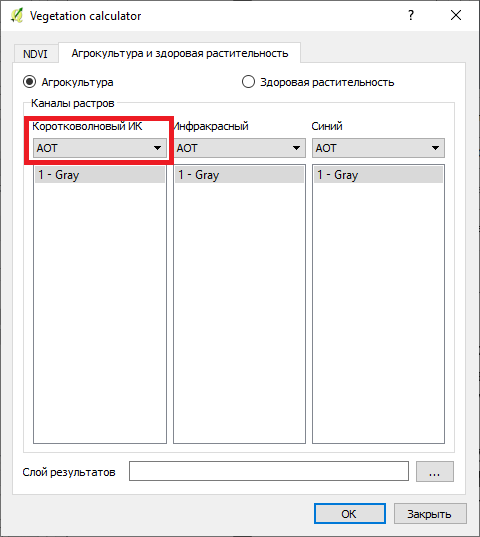 Vegetation calculator
NDVI
Агрокультура и здоровая растительность
Агрокультура
Здоровая растительность
Каналы растров
Коротковолновый ИК
Инфракрасный
Синий
AOT
AOT
AOT
1 - Gray
1 - Gray
1 - Gray
Слой результатов
...
ОК
Закрыть